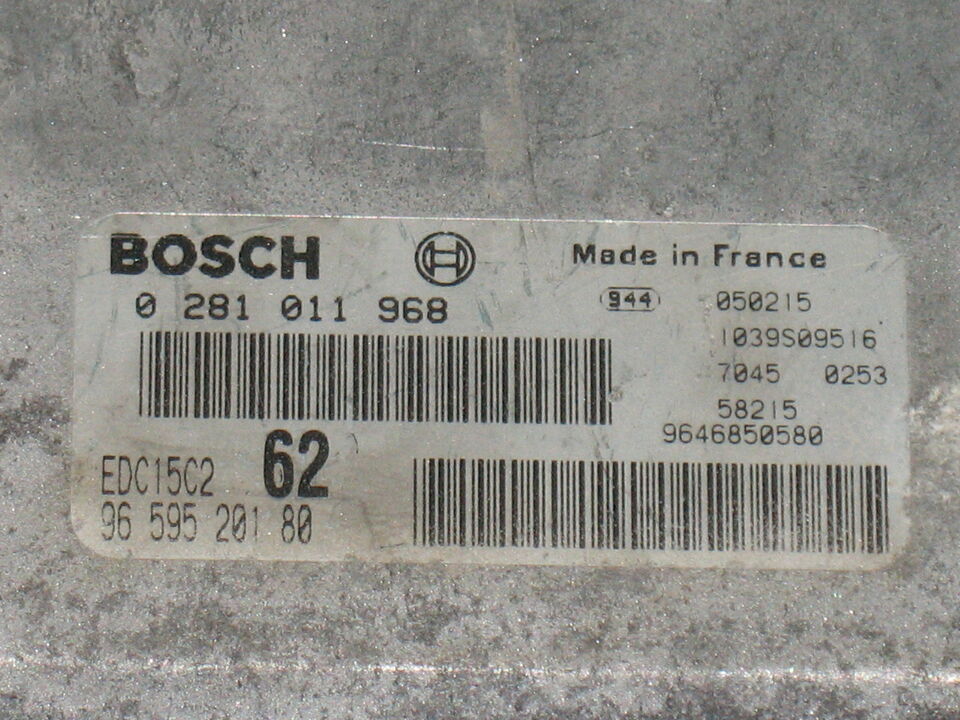 BOSCH
0 281 011 968
Made in France
944 050215
1039S09516
7045 0253
58215
9646850580
EDC15C2 62
96 595 201 80